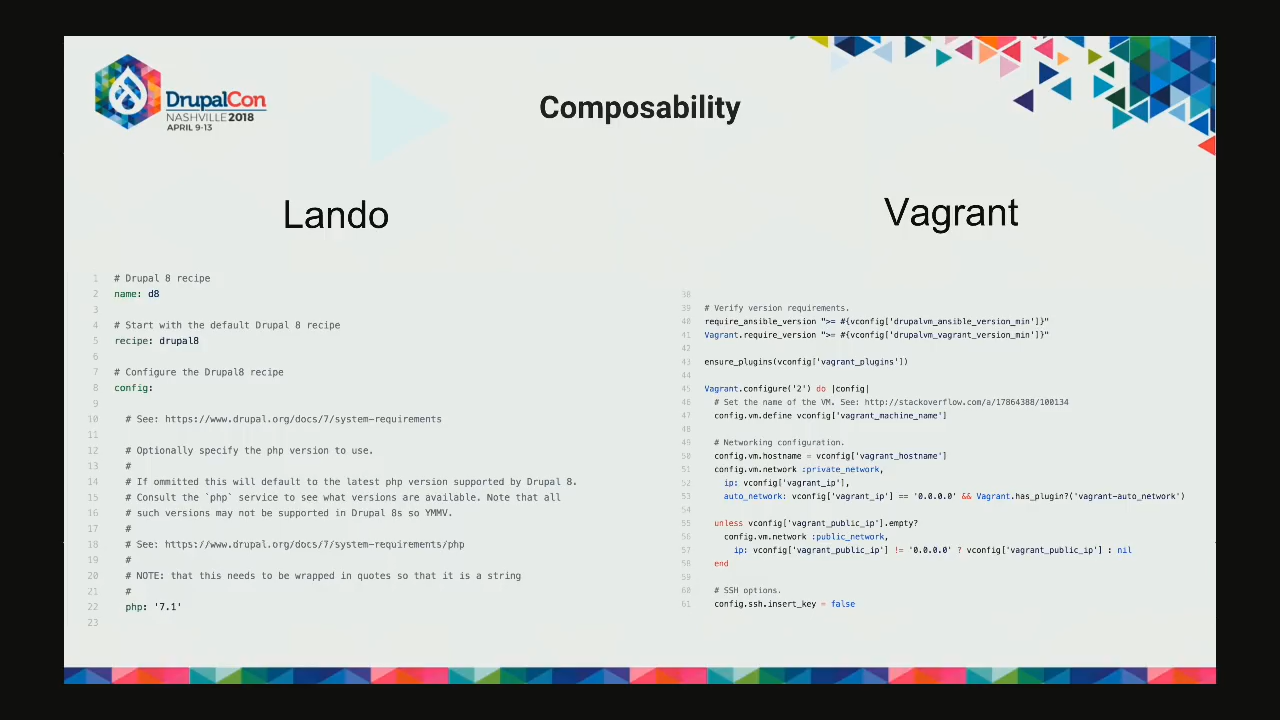 DrupalCon
NASHVILLE 2018
APRIL 9-13
Composability
Lando
Vagrant
1 # Drupal 8 recipe
2 name: d8
3
4 # Start with the default Drupal 8 recipe
5 recipe: drupal8
6
7 # Configure the Drupal8 recipe
8 config:
9
10 # See: https://www.drupal.org/docs/7/system-requirements
11
12 # Optionally specify the php version to use.
13 #
14 # If ommitted this will default to the latest php version supported by Drupal 8.
15 # Consult the `php` service to see what versions are available. Note that all
16 # such versions may not be supported in Drupal 8s so YMMV.
17 #
18 # See: https://www.drupal.org/docs/7/system-requirements/php
19 #
20 # NOTE: that this needs to be wrapped in quotes so that it is a string
21 #
22 php: '7.1'
23
38
39 # Verify version requirements.
40 require_ansible_version ">= #{vconfig['drupalvm_ansible_version_min']}"
41 Vagrant.require_version ">= #{vconfig['drupalvm_vagrant_version_min']}"
42
43 ensure_plugins(vconfig['vagrant_plugins'])
44
45 Vagrant.configure('2') do |config|
46 # Set the name of the VM. See: http://stackoverflow.com/a/17864388/100134
47 config.vm.define vconfig['vagrant_machine_name']
48
49 # Networking configuration.
50 config.vm.hostname = vconfig['vagrant_hostname']
51 config.vm.network :private_network,
52 ip: vconfig['vagrant_ip'],
53 auto_network: vconfig['vagrant_ip'] == '0.0.0.0' && Vagrant.has_plugin?('vagrant-auto_network')
54
55 unless vconfig['vagrant_public_ip'].empty?
56 config.vm.network :public_network,
57 ip: vconfig['vagrant_public_ip'] != '0.0.0.0' ? vconfig['vagrant_public_ip'] : nil
58 end
59
60 # SSH options.
61 config.ssh.insert_key = false